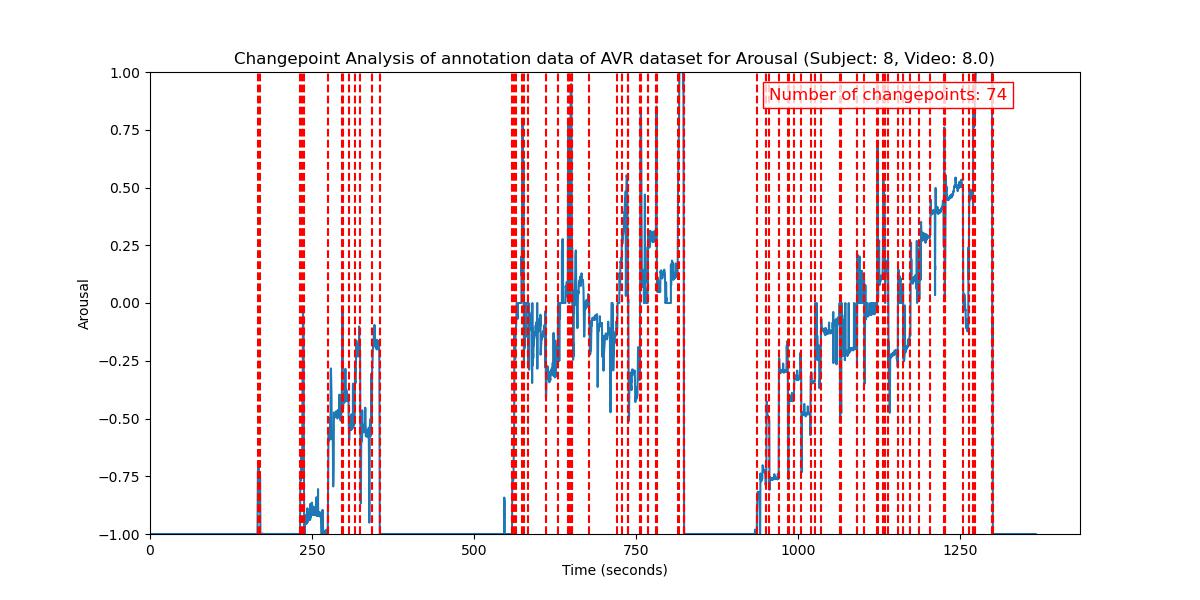 Changepoint Analysis of annotation data of AVR dataset for Arousal (Subject: 8, Video: 8.0)
Number of changepoints: 74
Arousal
1.00
0.75
0.50
0.25
0.00
−0.25
−0.50
−0.75
−1.00
0 250 500 750 1000 1250
Time (seconds)